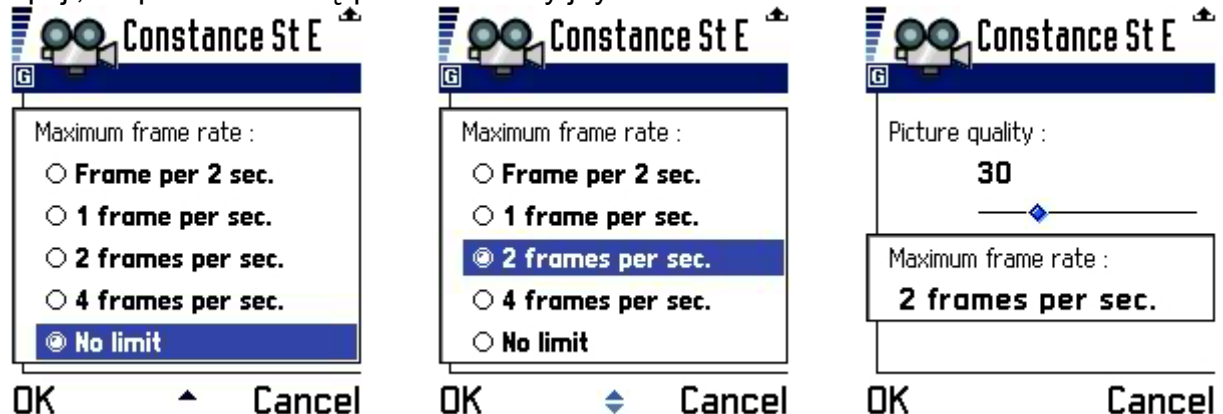 Constance St E
G
Maximum frame rate :
Frame per 2 sec.
1 frame per sec.
2 frames per sec.
4 frames per sec.
No limit
OK Cancel
Constance St E
G
Maximum frame rate :
Frame per 2 sec.
1 frame per sec.
2 frames per sec.
4 frames per sec.
No limit
OK Cancel
Constance St E
G
Picture quality :
30
Maximum frame rate :
2 frames per sec.
OK Cancel